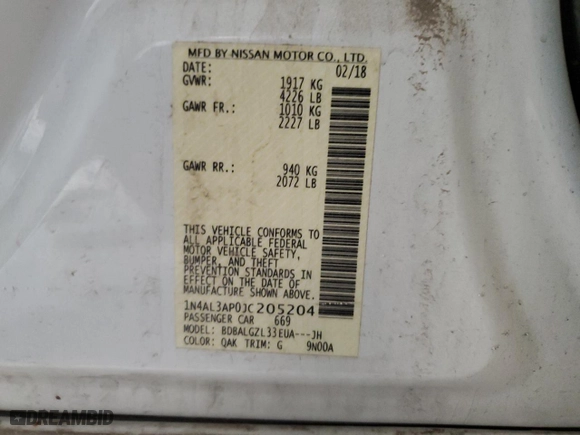 MFD BY NISSAN MOTOR CO., LTD.
DATE: 02/18
GVWR: 1917 KG
4226 LB
GAWR FR.: 1010 KG
2227 LB
GAWR RR.: 940 KG
2072 LB
THIS VEHICLE CONFORMS TO
ALL APPLICABLE FEDERAL
MOTOR VEHICLE SAFETY,
BUMPER, AND THEFT
PREVENTION STANDARDS IN
EFFECT ON THE DATE OF
MANUFACTURE SHOWN ABOVE.
1N4AL3AP0JC205204
PASSENGER CAR 669
MODEL: BDBALGZL33EUA---JH
COLOR: QAK TRIM: G 9N00A
DREAMBID